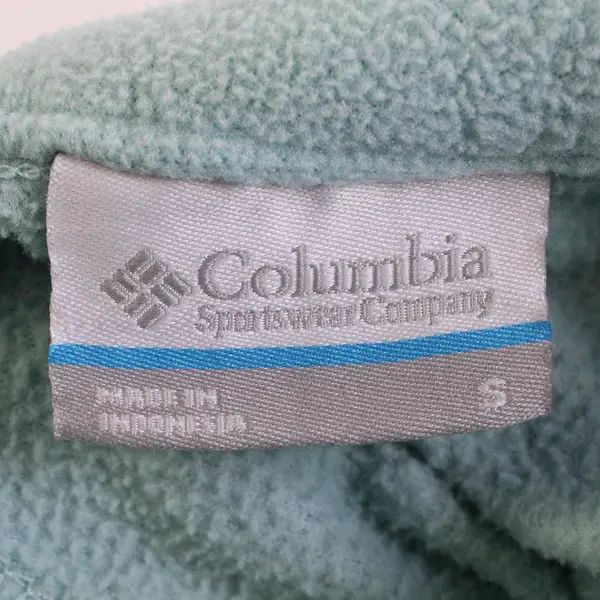 Columbia
Sportswear Company
MADE IN
INDONESIA
S